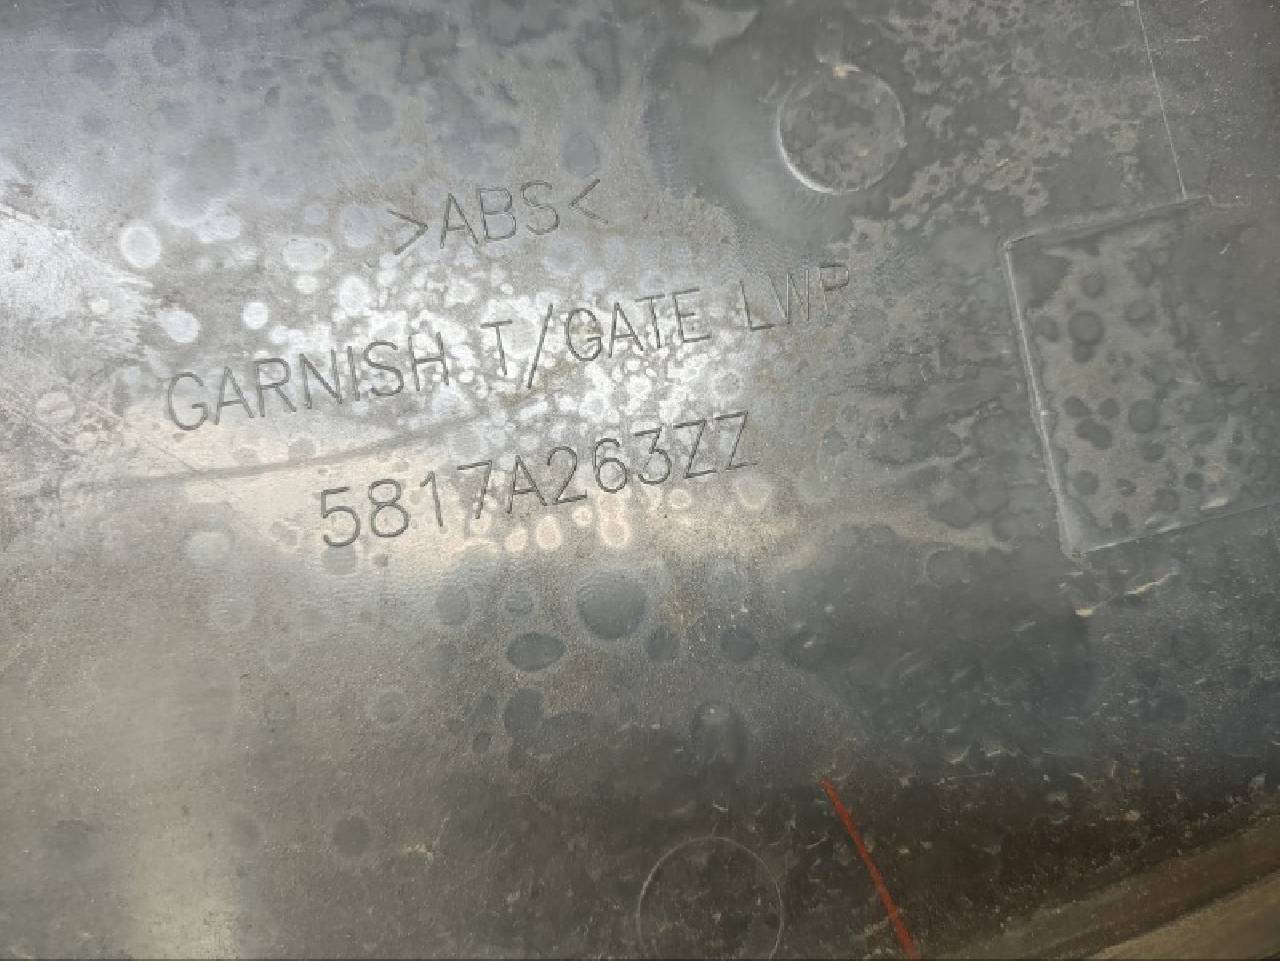 >ABS<
GARNISH T/GATE LWR
5817A263ZZ